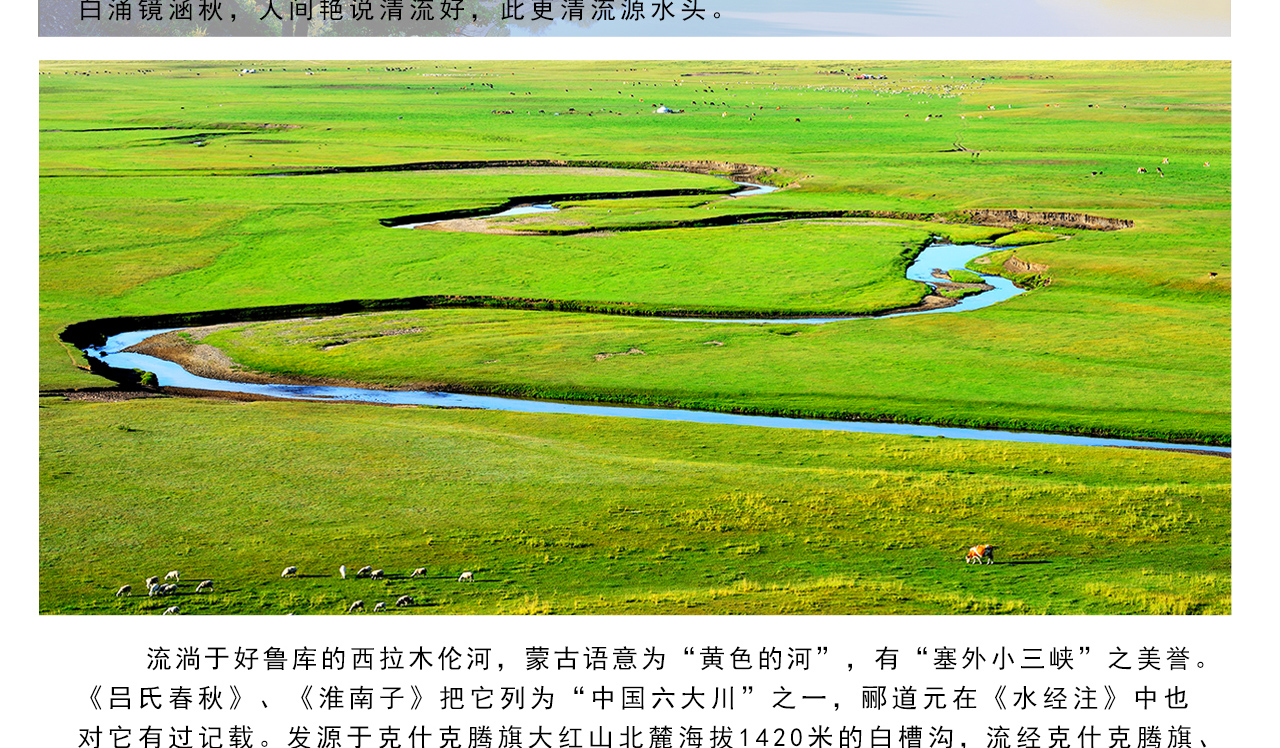 白涌镜涵秋，人间艳说清流好，此更清流源水头。
流淌于好鲁库的西拉木伦河，蒙古语意为“黄色的河”，有“塞外小三峡”之美誉。
《吕氏春秋》、《淮南子》把它列为“中国六大川”之一，郦道元在《水经注》中也
对它有过记载。发源于克什克腾旗大红山北麓海拔1420米的白槽沟，流经克什克腾旗、